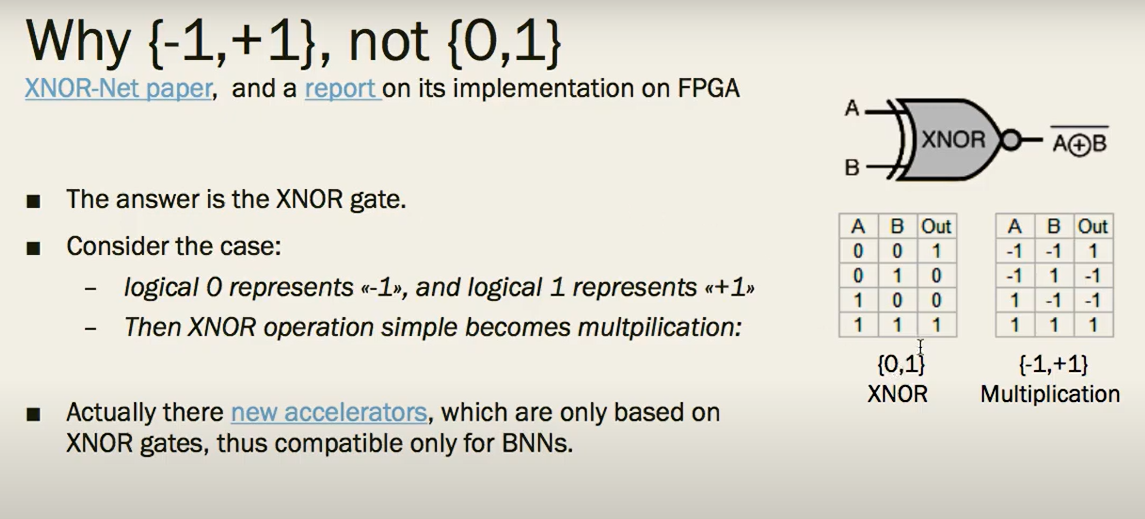 Why {-1,+1}, not {0,1}
XNOR-Net paper, and a report on its implementation on FPGA
■ The answer is the XNOR gate.
■ Consider the case:
– logical 0 represents «-1», and logical 1 represents «+1»
– Then XNOR operation simple becomes multpilication:
■ Actually there new accelerators, which are only based on
XNOR gates, thus compatible only for BNNs.
A
XNOR
A⊕B
B
A B Out
0 0 1
0 1 0
1 0 0
1 1 1
{0,1}
XNOR
A B Out
-1 -1 1
-1 1 -1
1 -1 -1
1 1 1
{-1,+1}
Multiplication